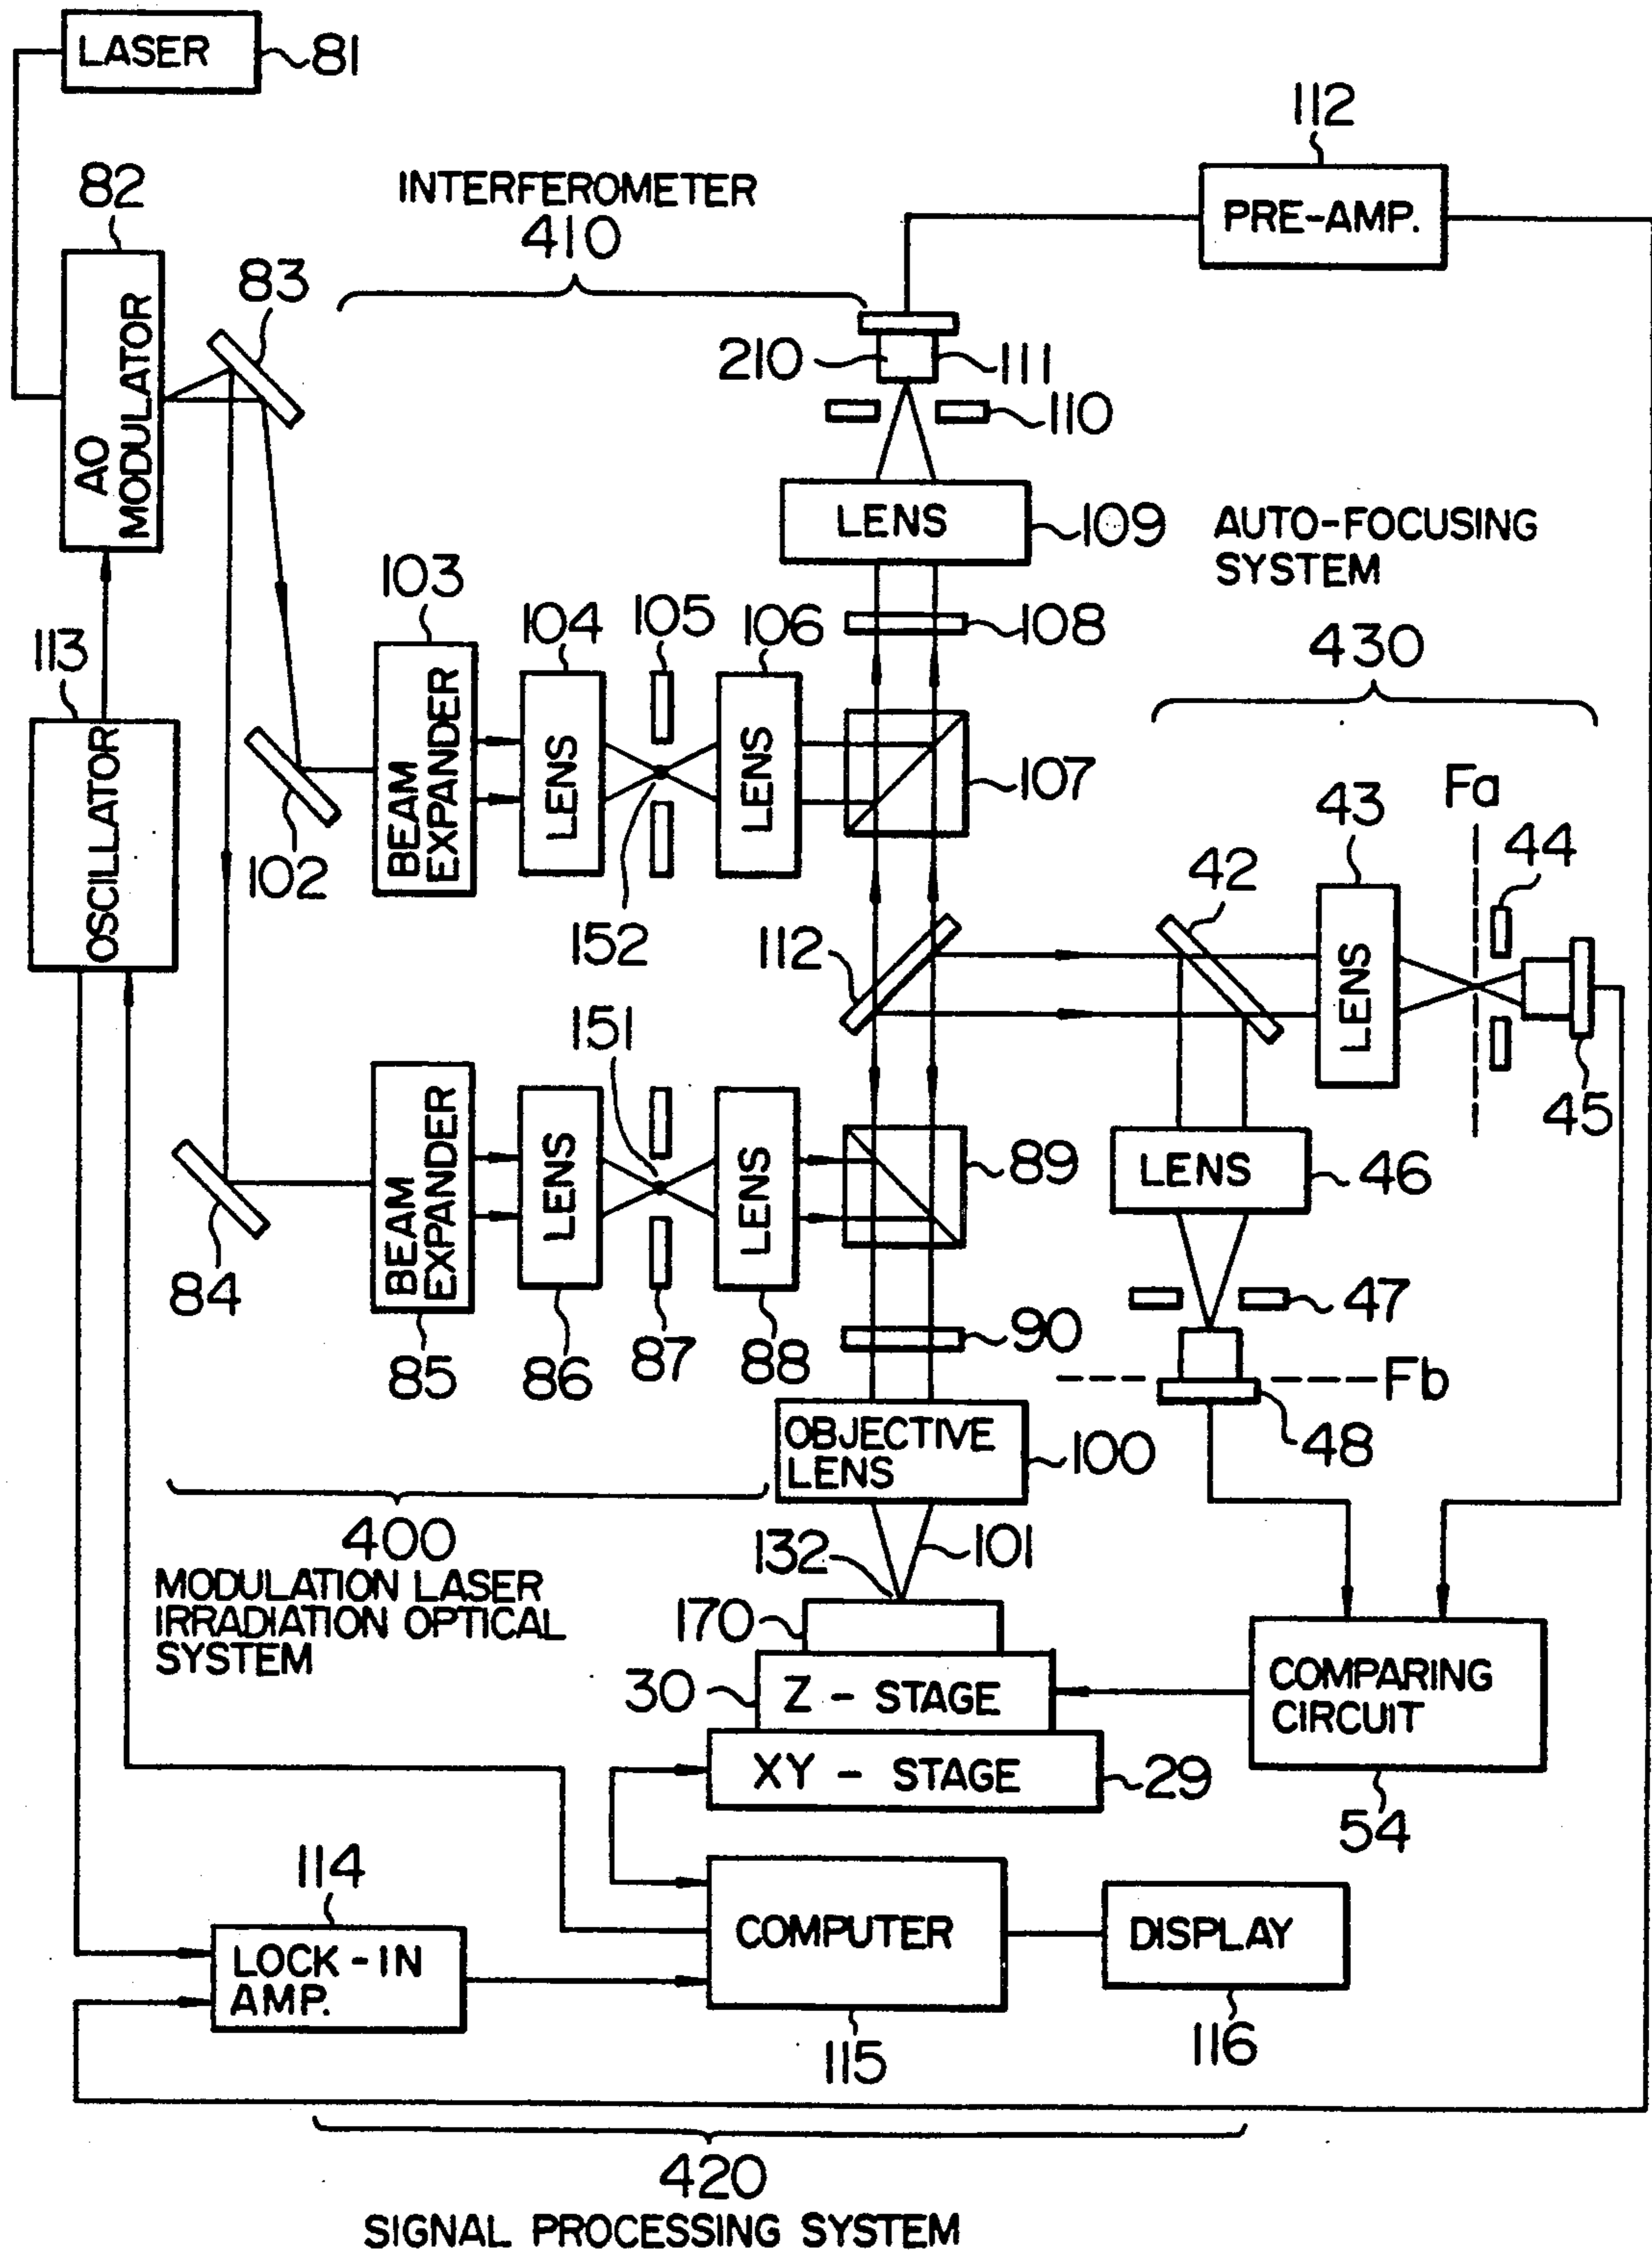 LASER
81
112
PRE-AMP.
82
INTERFEROMETER
410
83
AO
MODULATOR
210
111
110
LENS
109
AUTO-FOCUSING
SYSTEM
430
103
104
105
106
108
113
OSCILLATOR
BEAM
EXPANDER
LENS
LENS
107
102
152
Fa
43
44
42
112
LENS
45
151
BEAM
EXPANDER
LENS
LENS
89
LENS
46
84
85
86
87
88
90
47
Fb
48
OBJECTIVE
LENS
100
400
MODULATION LASER
IRRADIATION OPTICAL
SYSTEM
132
101
170
30
Z - STAGE
COMPARING
CIRCUIT
XY - STAGE
29
54
114
LOCK-IN
AMP.
COMPUTER
DISPLAY
115
116
420
SIGNAL PROCESSING SYSTEM